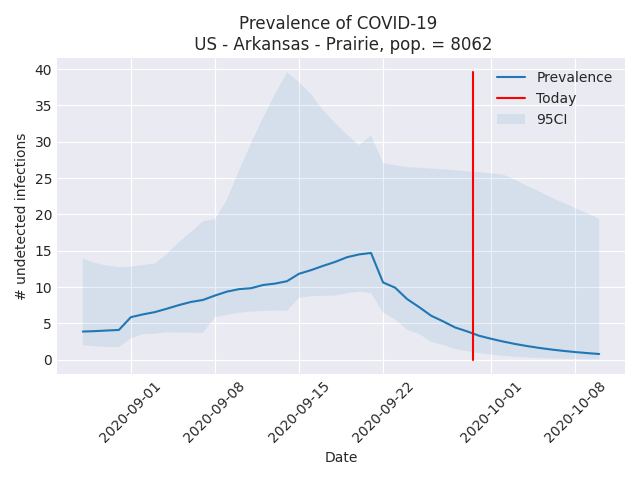 Prevalence of COVID-19
US - Arkansas - Prairie, pop. = 8062
40
35
30
25
20
15
10
5
0
# undetected infections
Prevalence
Today
95CI
2020-09-01
2020-09-08
2020-09-15
2020-09-22
2020-10-01
2020-10-08
Date